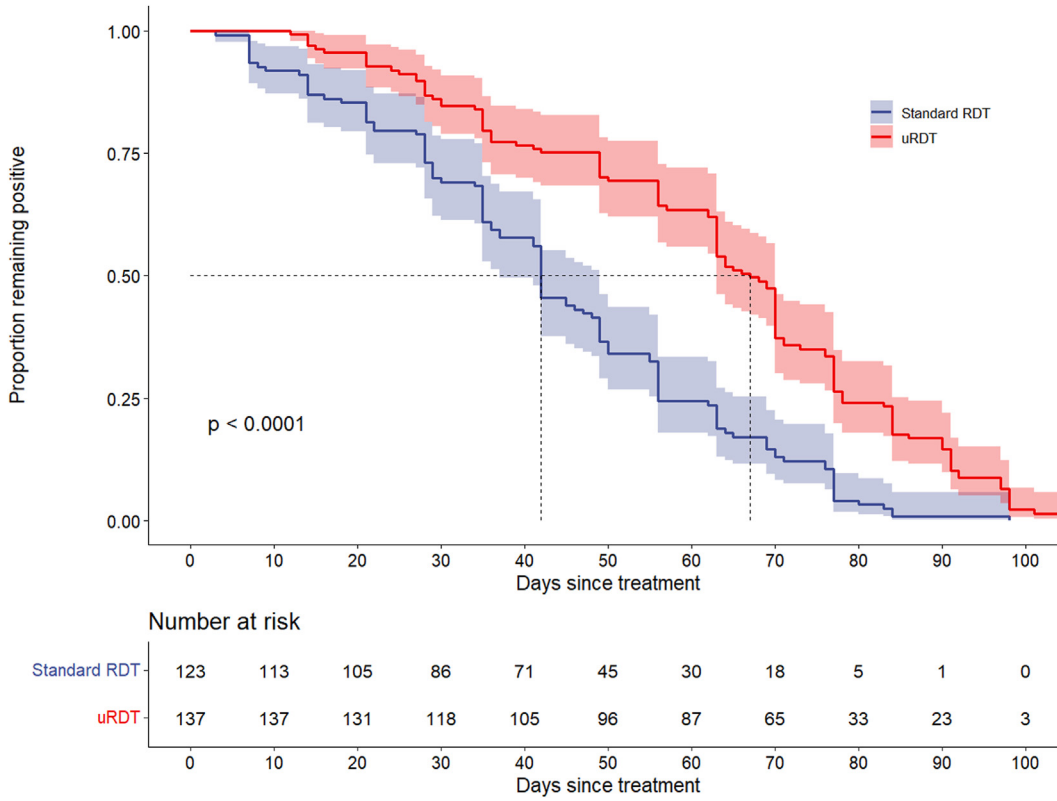 Proportion remaining positive
1.00
0.75
0.50
0.25
0.00
Standard RDT
uRDT
p < 0.0001
0 10 20 30 40 50 60 70 80 90 100
Days since treatment
Number at risk
Standard RDT 123 113 105 86 71 45 30 18 5 1 0
uRDT 137 137 131 118 105 96 87 65 33 23 3
0 10 20 30 40 50 60 70 80 90 100
Days since treatment